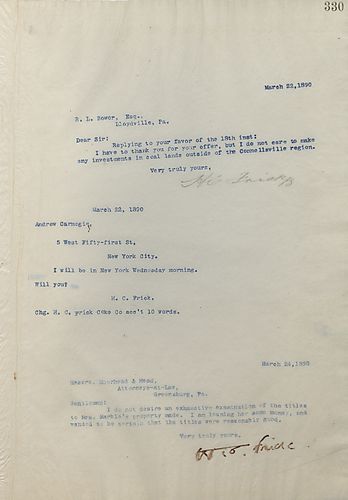 330
March 22, 1890
R. L. Bower, Esq.,
Lloydville, Pa.
Dear Sir:
Replying to your favor of the 18th inst:
I have to thank you for your offer, but I do not care to make
any investments in coal lands outside of the Connellsville region.
Very truly yours,
H C Frick
March 22, 1890
Andrew Carnegie,
5 West Fifty-first St,
New York City.
I will be in New York Wednesday morning.
Will you?
H. C. Frick.
Chg. H. C. Frick Coke Co acc't 10 words.
March 24, 1890
Messrs. Moorhead & Head,
Attorneys-at-Law,
Greensburg, Pa.
Gentlemen:
I do not desire an exhaustive examination of the titles
to Mrs. Markle's property made. I am loaning her some money, and
wanted to be certain that the titles were reasonably good.
Very truly yours,
H. C. Frick.